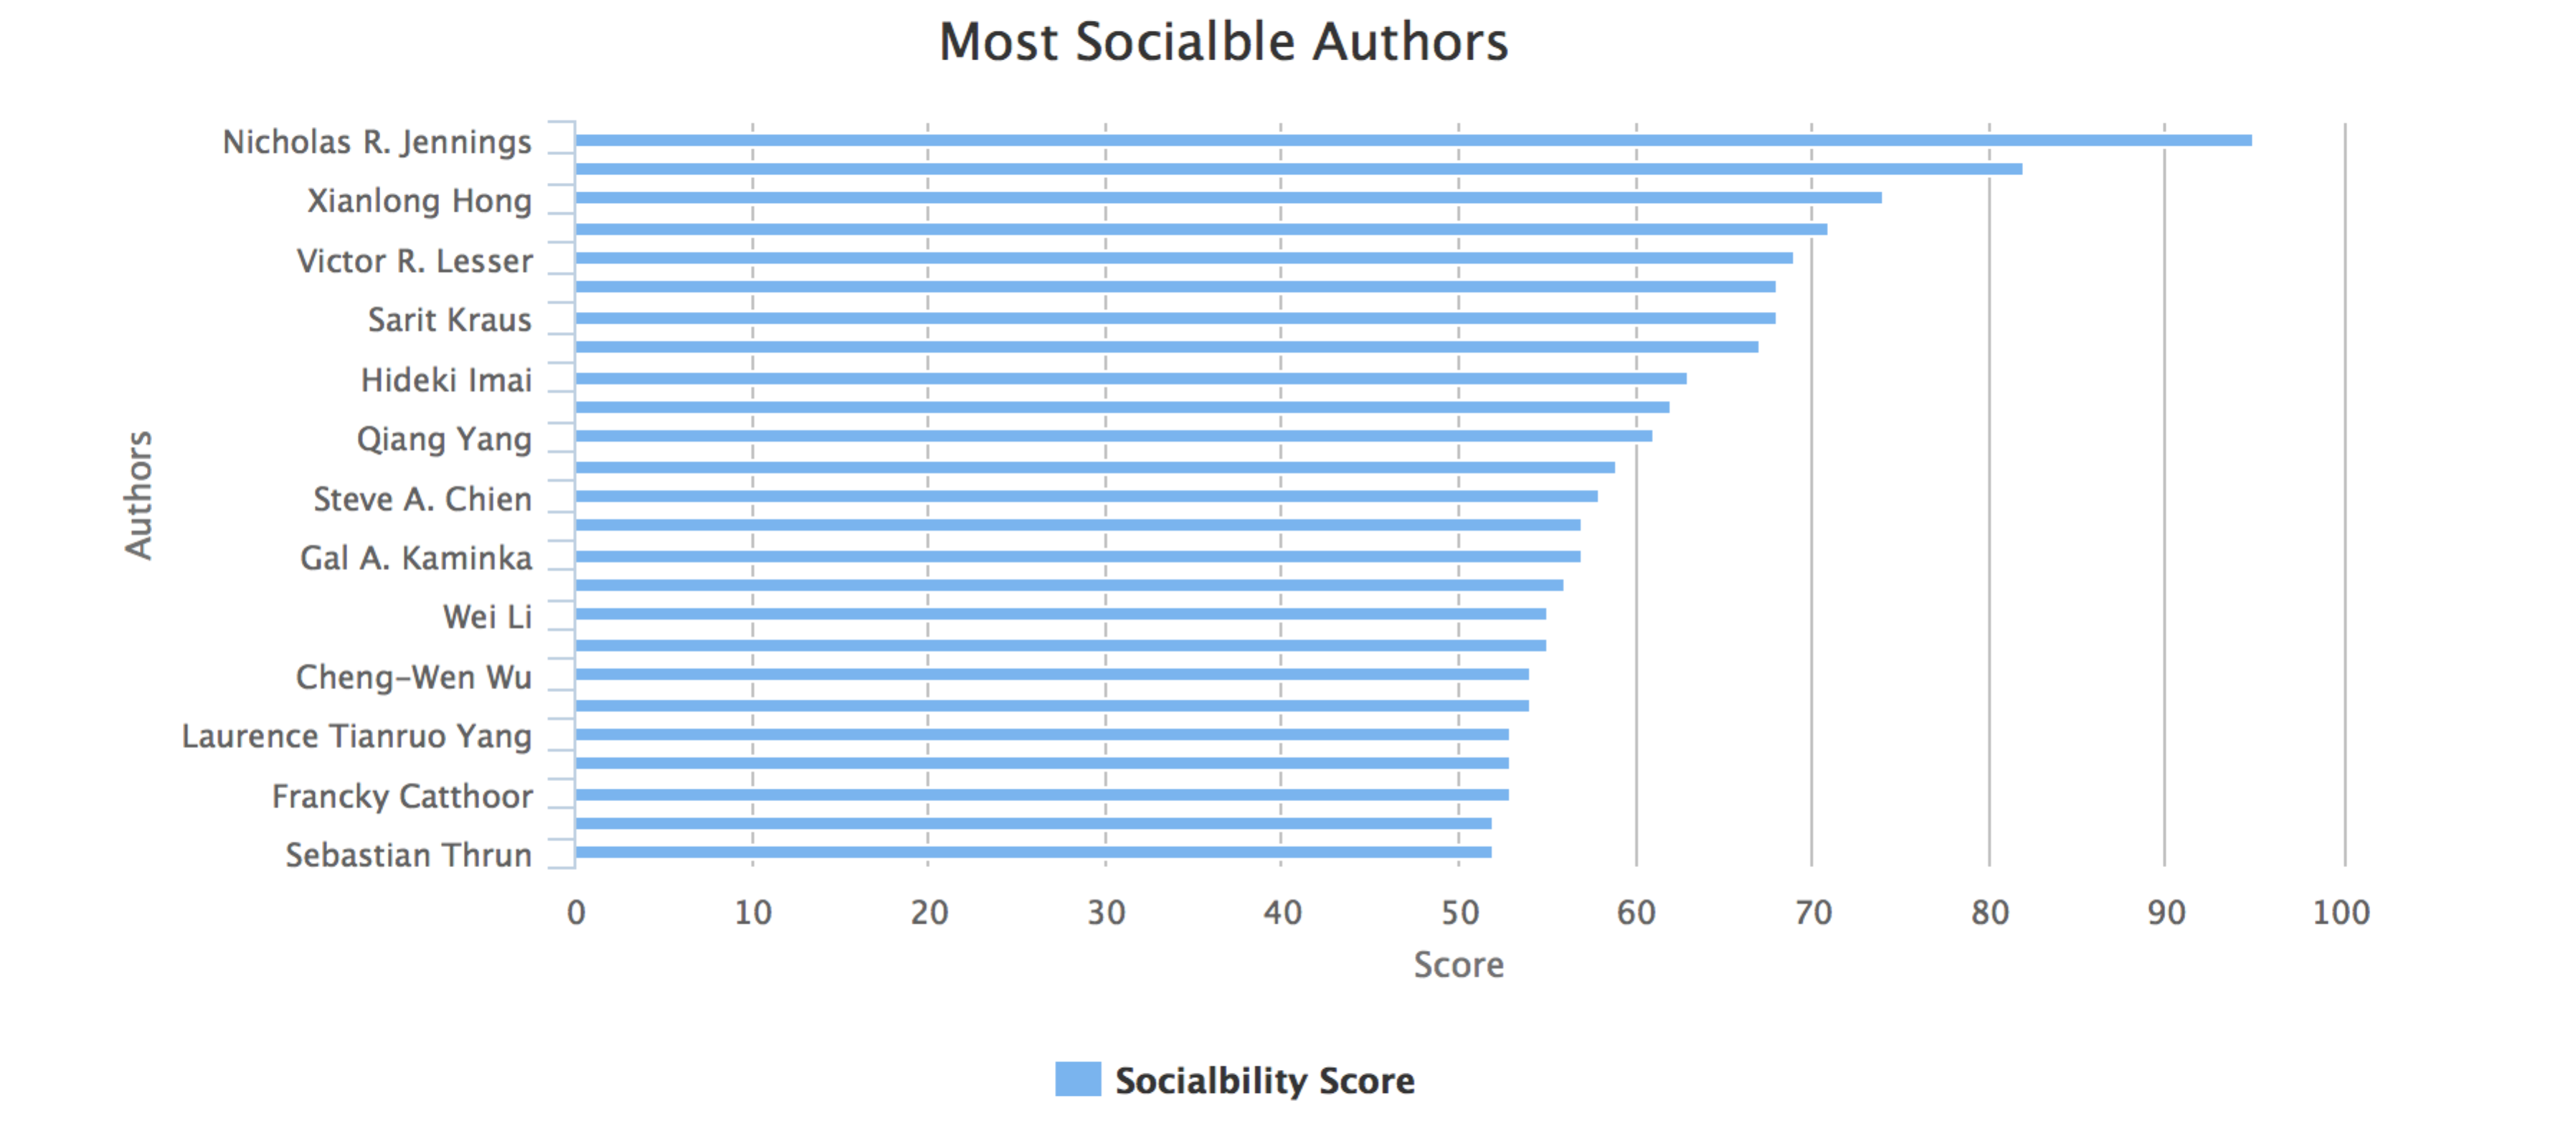 Most Socialble Authors
Nicholas R. Jennings
Xianlong Hong
Victor R. Lesser
Sarit Kraus
Hideki Imai
Qiang Yang
Steve A. Chien
Gal A. Kaminka
Wei Li
Cheng-Wen Wu
Laurence Tianruo Yang
Francky Catthoor
Sebastian Thrun
Authors
0 10 20 30 40 50 60 70 80 90 100
Score
Socialbility Score